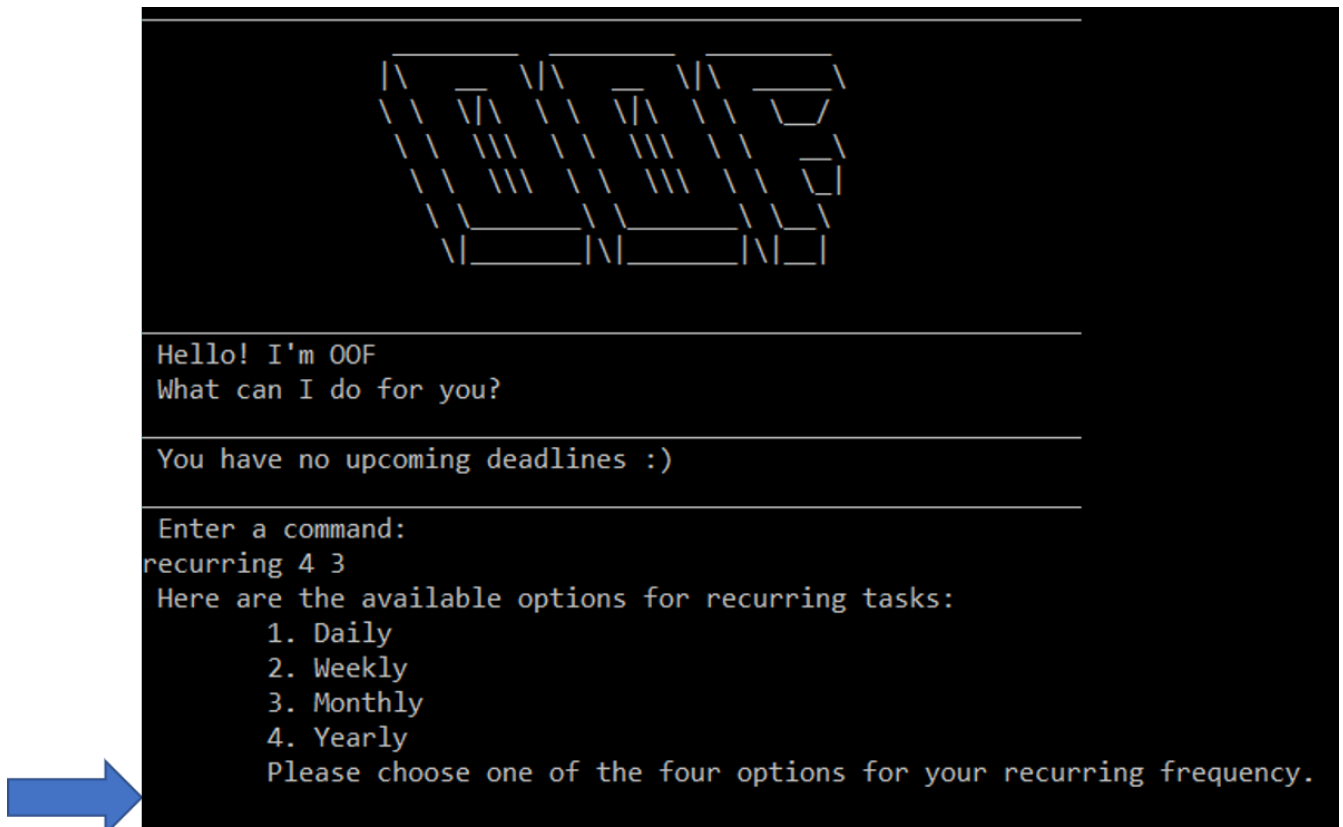 OOF
Hello! I'm OOF
What can I do for you?
You have no upcoming deadlines :)
Enter a command:
recurring 4 3
Here are the available options for recurring tasks:
1. Daily
2. Weekly
3. Monthly
4. Yearly
Please choose one of the four options for your recurring frequency.